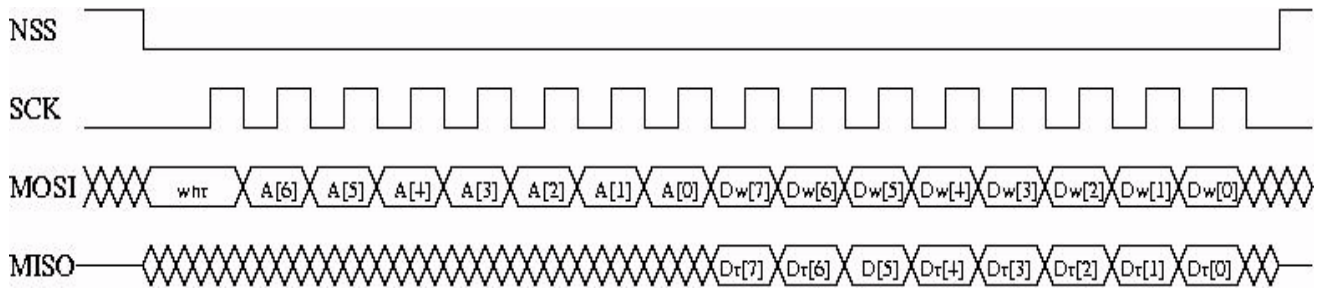 NSS
SCK
MOSI whr A[6] A[5] A[4] A[3] A[2] A[1] A[0] Dw[7] Dw[6] Dw[5] Dw[4] Dw[3] Dw[2] Dw[1] Dw[0]
MISO Dr[7] Dr[6] D[5] Dr[4] Dr[3] Dr[2] Dr[1] Dr[0]